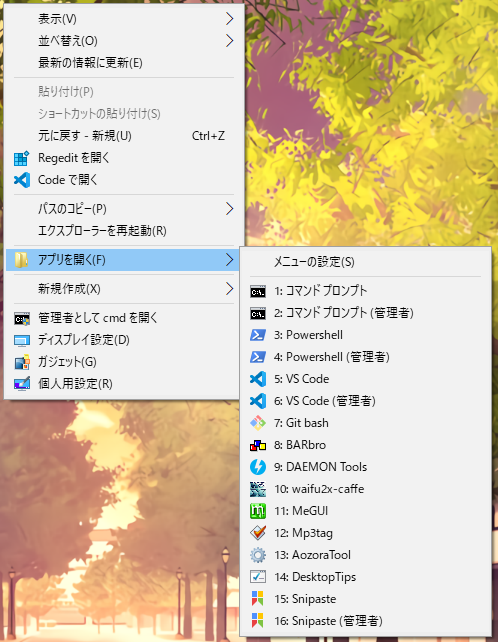 表示(V)
並べ替え(O)
最新の情報に更新(E)
貼り付け(P)
ショートカットの貼り付け(S)
元に戻す - 新規(U) Ctrl+Z
Regedit を開く
Code で開く
パスのコピー(P)
エクスプローラーを再起動(R)
アプリを開く(F)
新規作成(X)
管理者として cmd を開く
ディスプレイ設定(D)
ガジェット(G)
個人用設定(R)
メニューの設定(S)
1: コマンドプロンプト
2: コマンドプロンプト (管理者)
3: Powershell
4: Powershell (管理者)
5: VS Code
6: VS Code (管理者)
7: Git bash
8: BARbro
9: DAEMON Tools
10: waifu2x-caffe
11: MeGUI
12: Mp3tag
13: AozoraTool
14: DesktopTips
15: Snipaste
16: Snipaste (管理者)